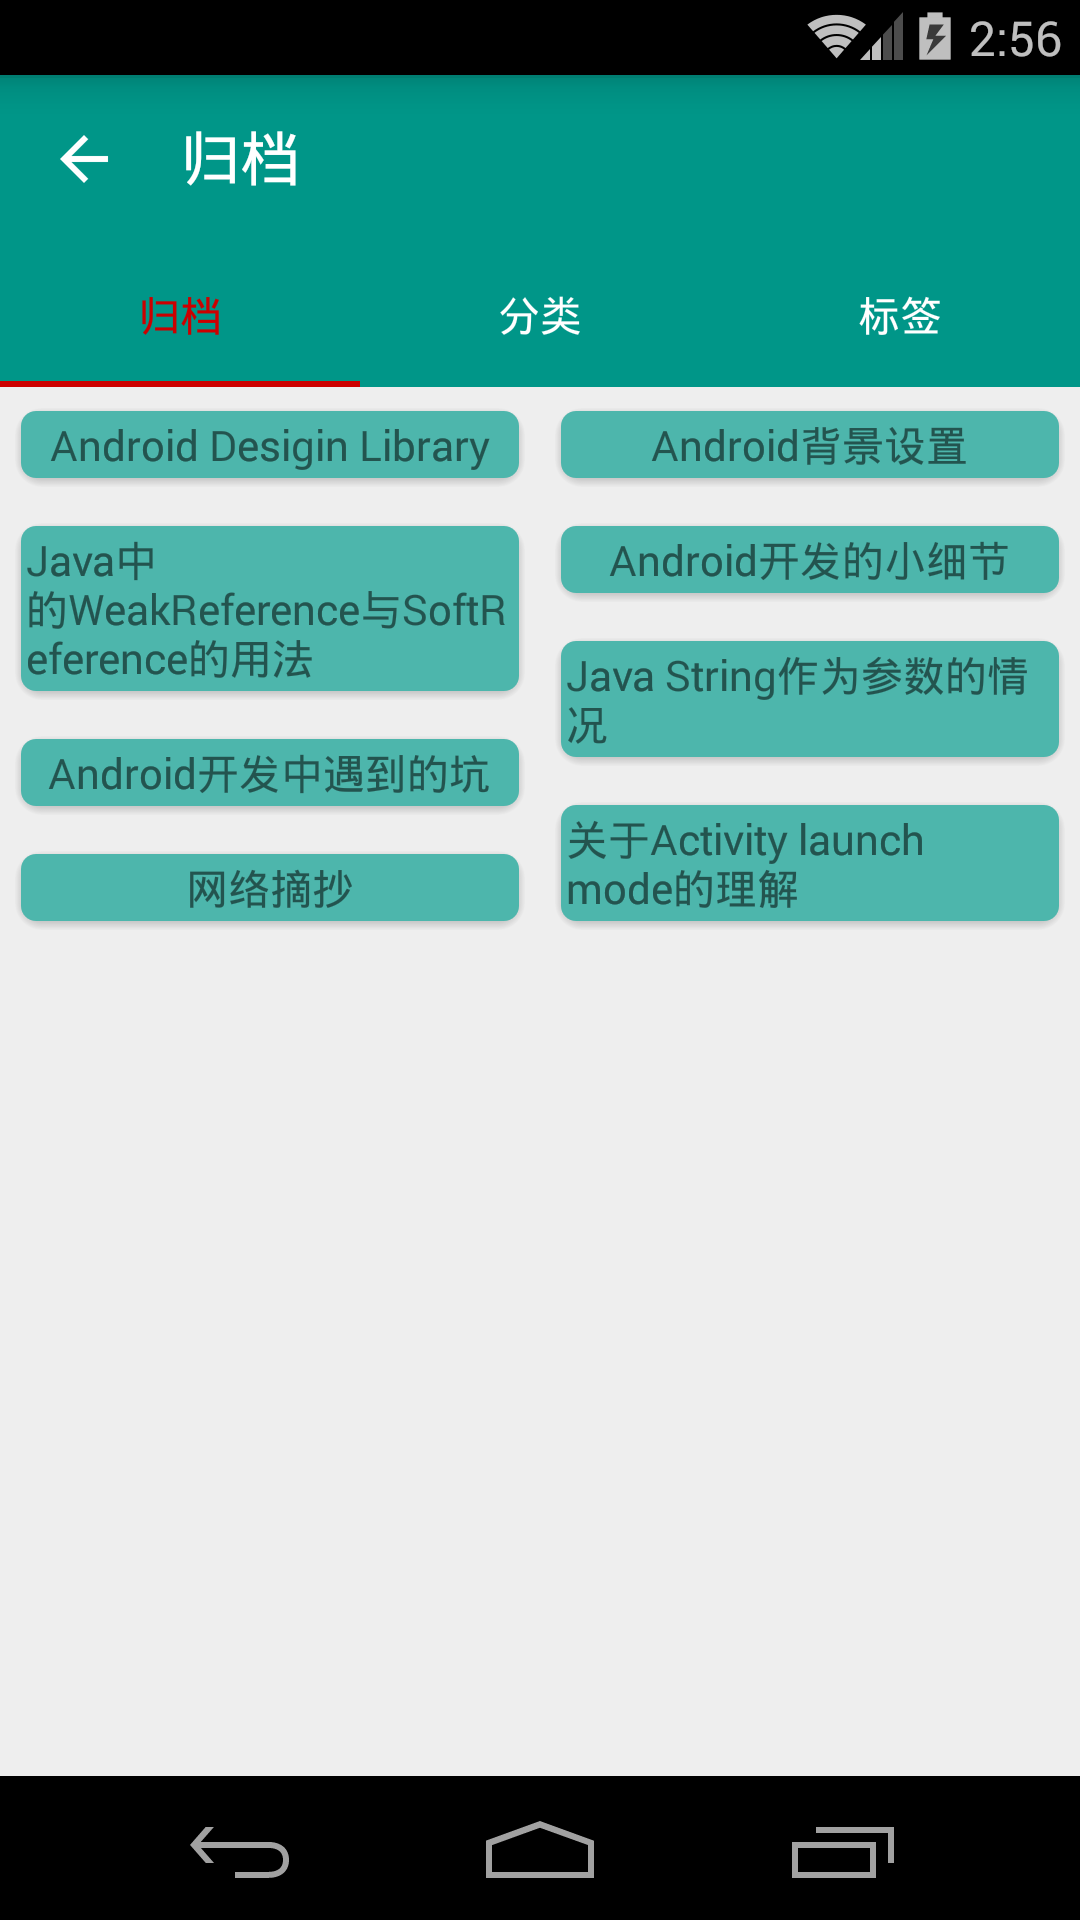 2:56
归档
归档
分类
标签
Android Desigin Library
Android背景设置
Java中
的WeakReference与SoftR
eference的用法
Android开发的小细节
Java String作为参数的情
况
Android开发中遇到的坑
关于Activity launch
mode的理解
网络摘抄